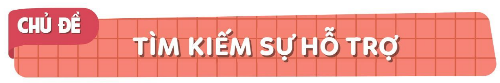 CHỦ ĐỀ
TÌM KIẾM SỰ HỖ TRỢ